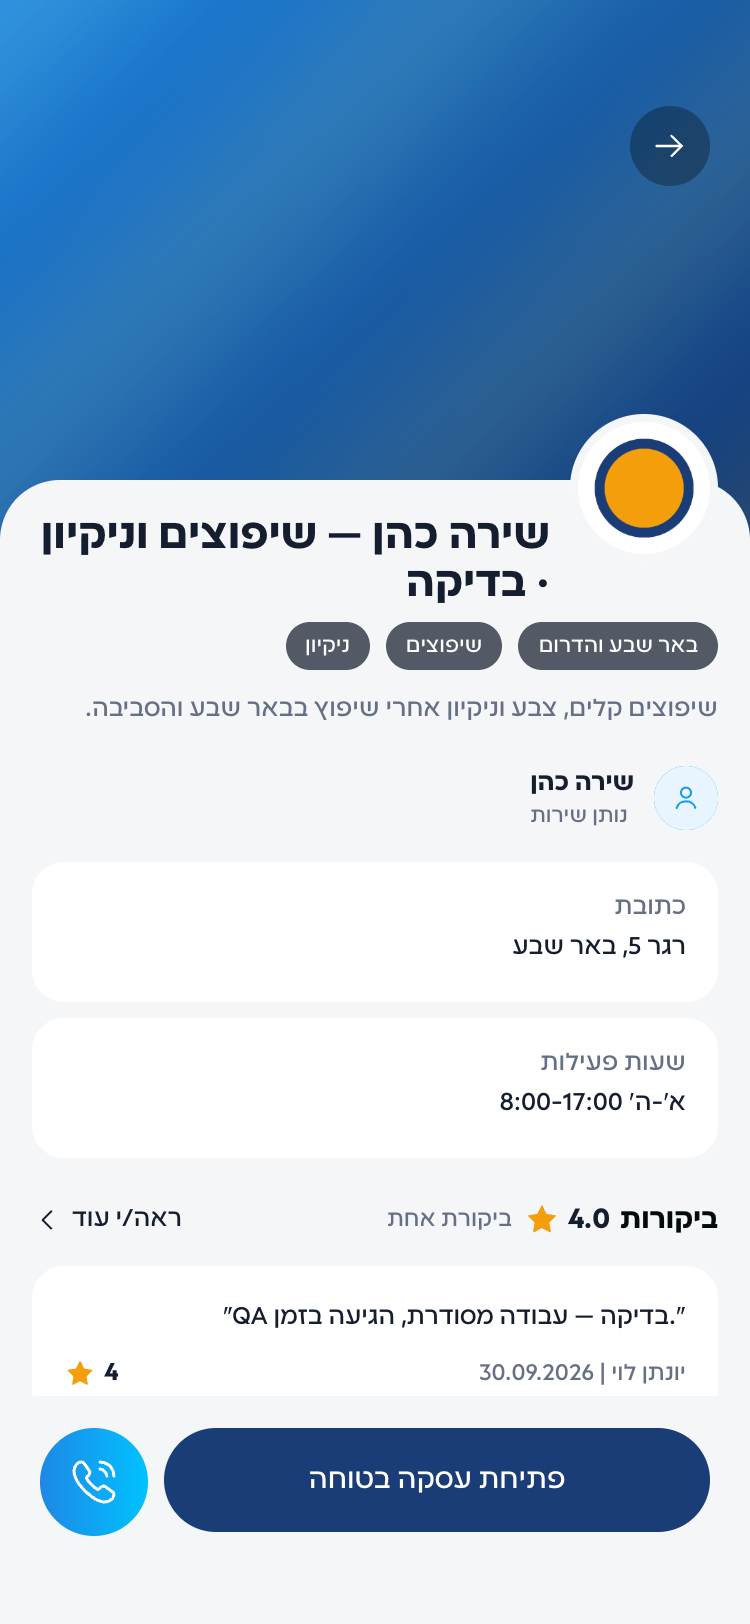 שירה כהן — שיפוצים וניקיון
· בדיקה
באר שבע והדרום
שיפוצים
ניקיון
שיפוצים קלים, צבע וניקיון אחרי שיפוץ בבאר שבע והסביבה.
שירה כהן
נותן שירות
כתובת
רגר 5, באר שבע
שעות פעילות
א'-ה' 8:00-17:00
ביקורות 4.0 ביקורת אחת
ראה/י עוד
".בדיקה — עבודה מסודרת, הגיעה בזמן QA"
יונתן לוי | 30.09.2026
4
פתיחת עסקה בטוחה